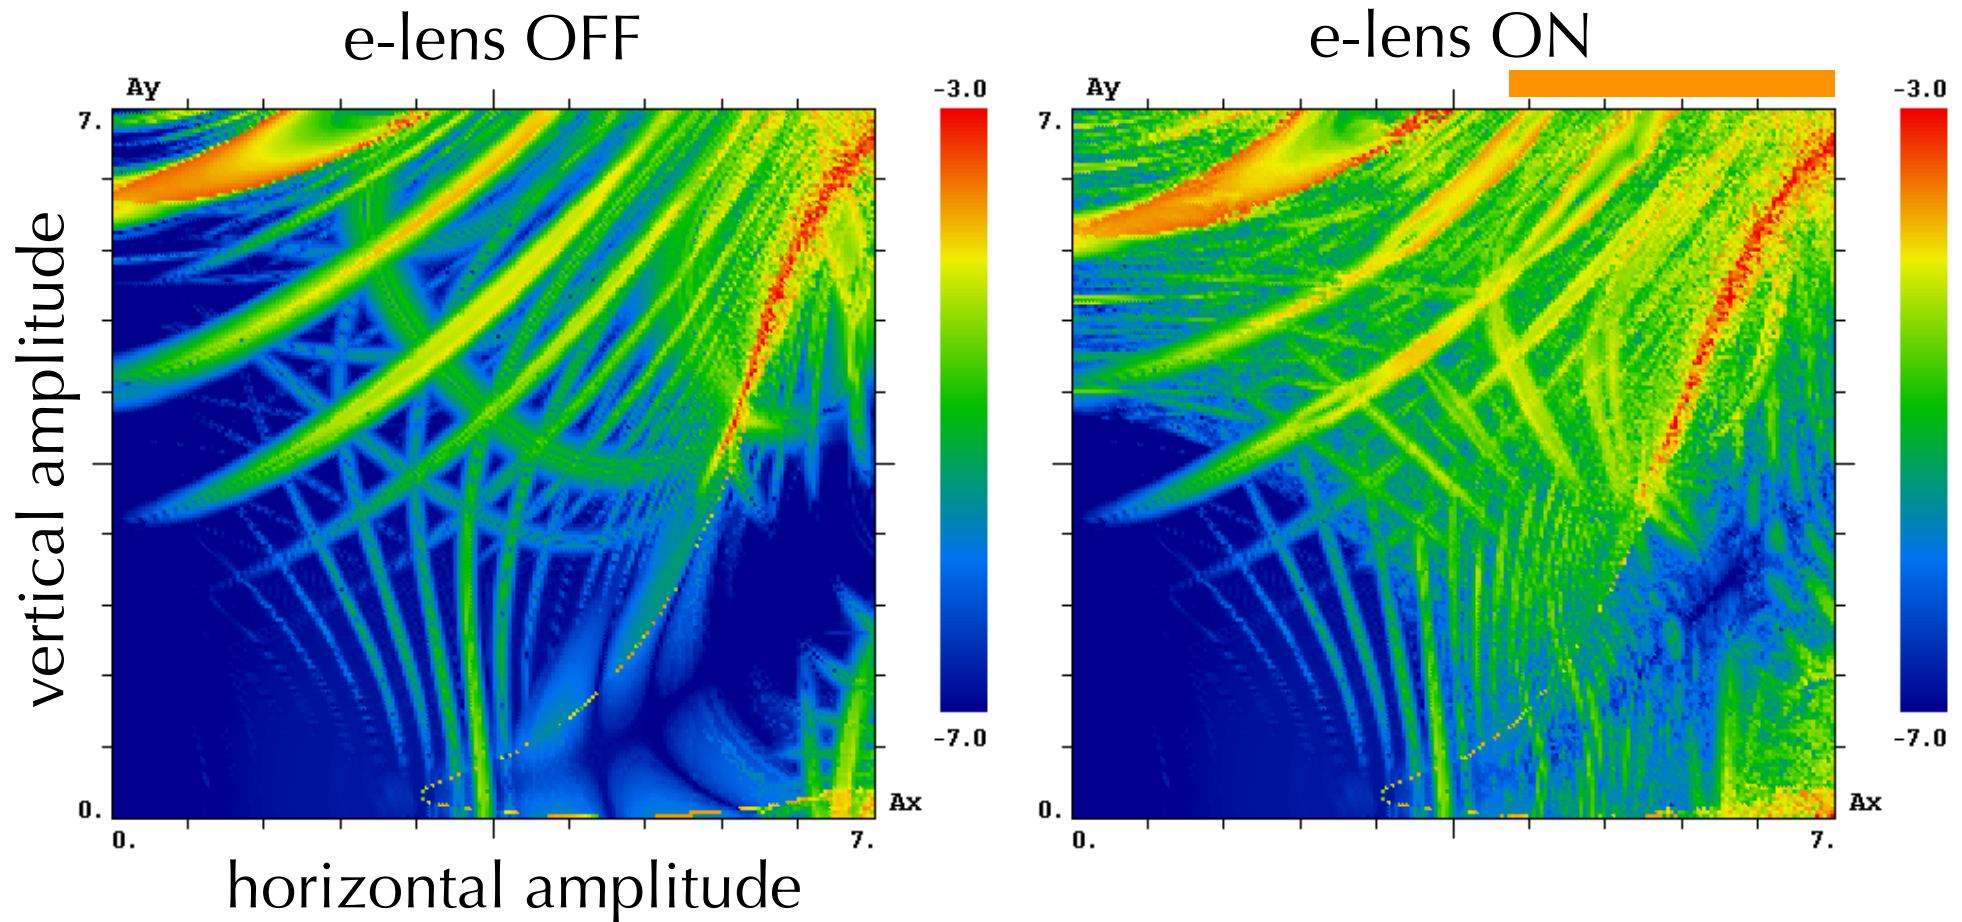 e-lens OFF
Ay
7.
0.
0.
7.
Ax
-3.0
-7.0
vertical amplitude
horizontal amplitude
e-lens ON
Ay
7.
0.
0.
7.
Ax
-3.0
-7.0